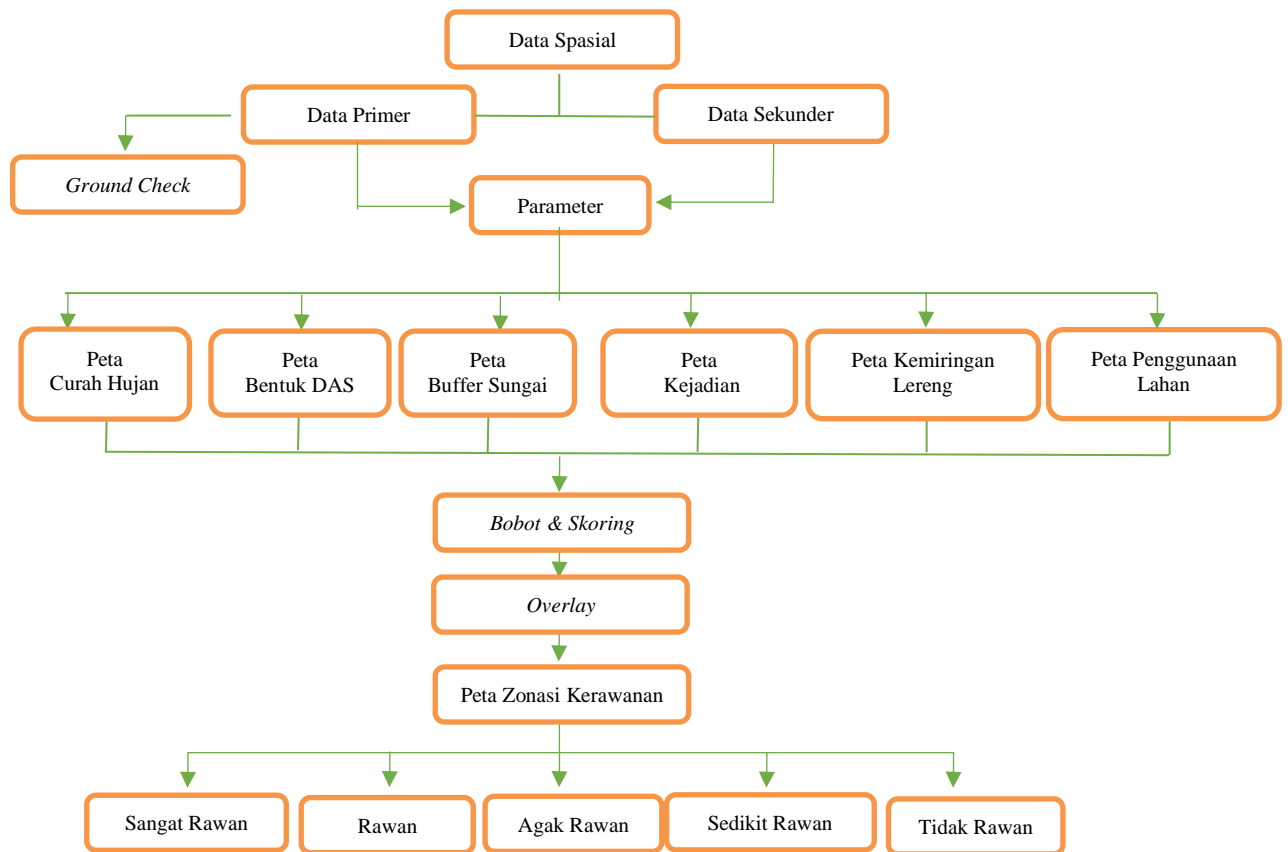 Data Spasial
Data Primer
Data Sekunder
Ground Check
Parameter
Peta
Curah Hujan
Peta
Bentuk DAS
Peta
Buffer Sungai
Peta
Kejadian
Peta Kemiringan
Lereng
Peta Penggunaan
Lahan
Bobot & Skoring
Overlay
Peta Zonasi Kerawanan
Sangat Rawan
Rawan
Agak Rawan
Sedikit Rawan
Tidak Rawan